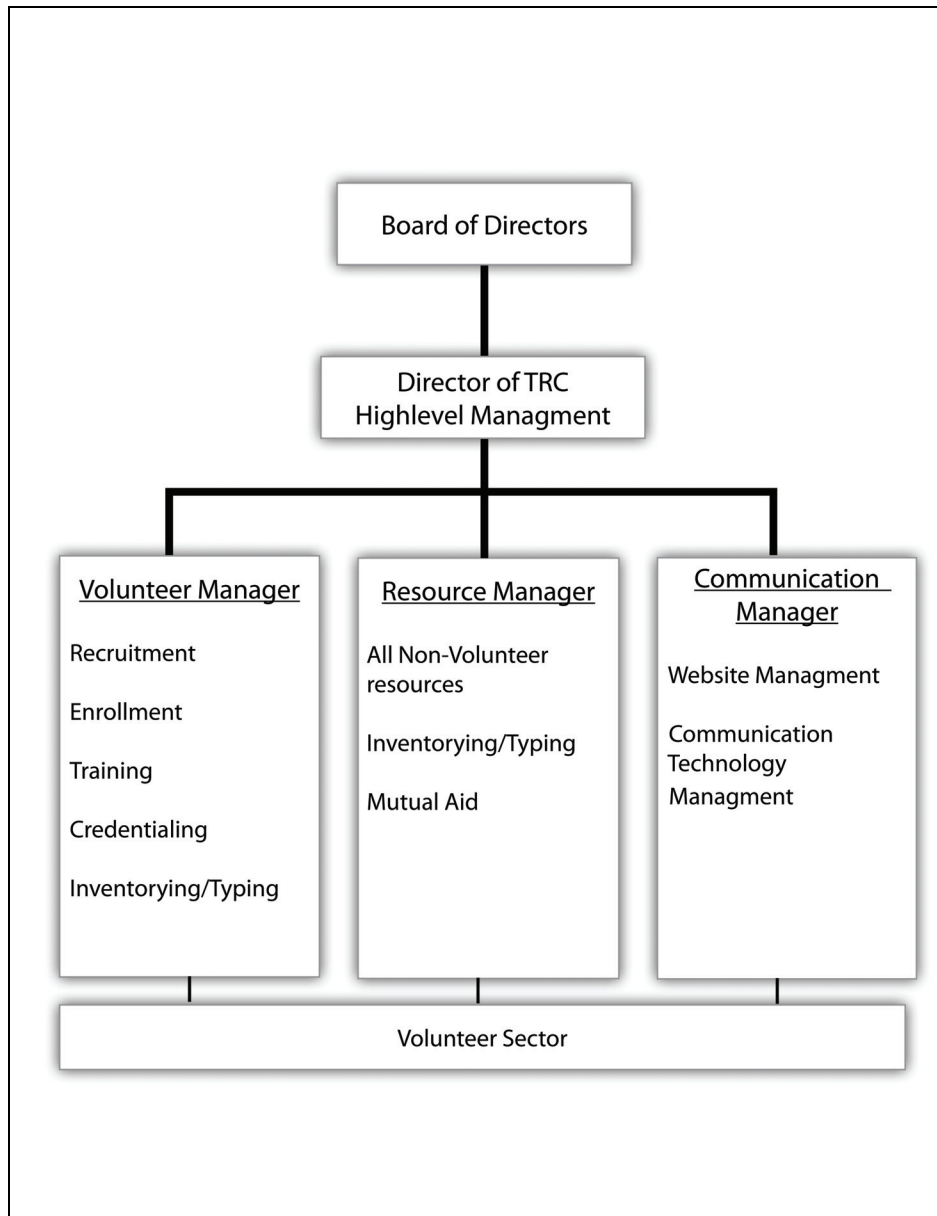 Board of Directors
Director of TRC
Highlevel Managment
Volunteer Manager
Recruitment
Enrollment
Training
Credentialing
Inventorying/Typing
Resource Manager
All Non-Volunteer
resources
Inventorying/Typing
Mutual Aid
Communication
Manager
Website Managment
Communication
Technology
Managment
Volunteer Sector